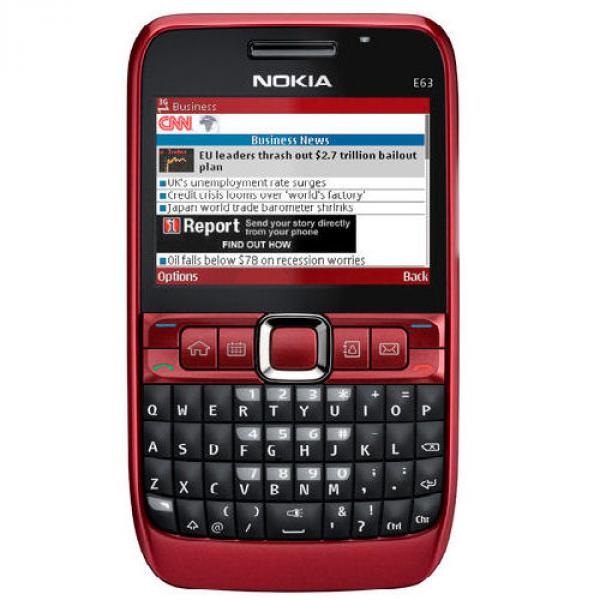 NOKIA
E63
3G
Business
CNN
Business News
EU leaders thrash out $2.7 trillion bailout
plan
UK's unemployment rate surges
Credit crisis looms over 'world's factory'
Japan world trade barometer shrinks
i Report Send your story directly
from your phone
FIND OUT HOW
Oil falls below $78 on recession worries
Options Back
1 2 3 * + =
Q W E R T Y U I O P
4 5 6 # -
A S D F G H J K L
7 8 9 ; :
Z X C V B N M , .
( ) 0 & !
@ / ? Ctrl Chr